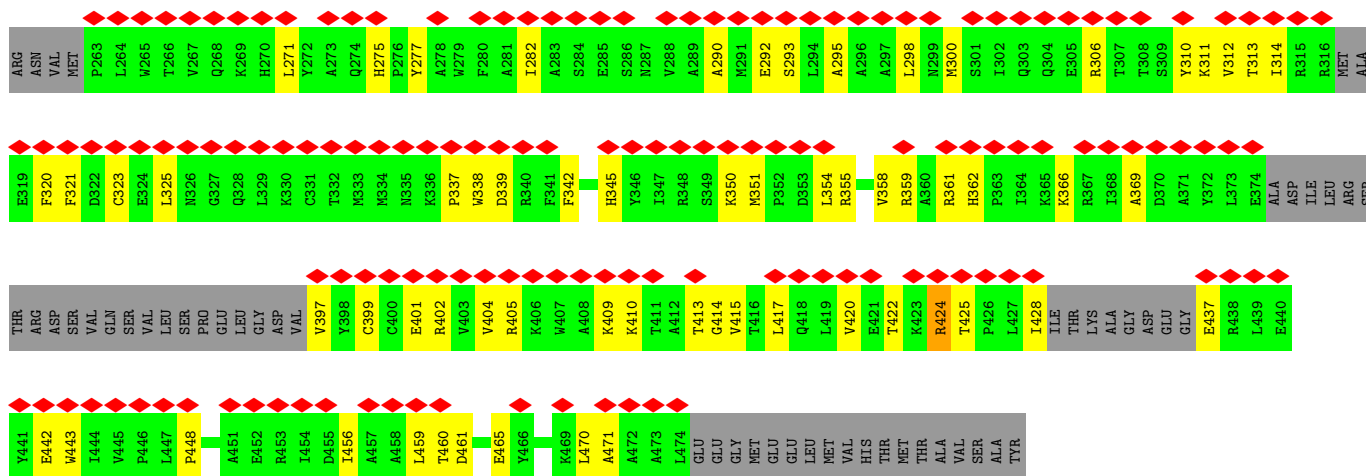 ARG ASN VAL MET P263 L264 W265 T266 V267 Q268 K269 H270 L271 Y272 A273 Q274 H275 P276 Y277 A278 W279 F280 A281 I282 A283 S284 E285 S286 N287 V288 A289 A290 M291 E292 S293 L294 A295 A296 A297 L298 N299 M300 S301 I302 Q303 Q304 E305 R306 T307 T308 S309 Y310 K311 V312 T313 I314 R315 R316 MET ALA
E319 F320 F321 D322 C323 E324 L325 N326 G327 Q328 L329 K330 C331 T332 M333 M334 N335 K336 P337 W338 D339 R340 F341 F342 H345 Y346 I347 R348 S349 K350 M351 P352 D353 L354 R355 V358 R359 A360 R361 H362 P363 I364 K365 K366 R367 I368 A369 D370 A371 Y372 L373 E374 ALA ASP ILE LEU ARG SER
THR ARG ASP SER VAL GLN SER VAL LEU SER PRO GLU LEU GLY ASP VAL V397 Y398 C399 C400 E401 R402 V403 V404 R405 K406 W407 A408 K409 K410 T411 A412 T413 G414 V415 T416 L417 Q418 L419 V420 E421 T422 K423 R424 T425 P426 L427 I428 ILE THR LYS ALA GLY ASP GLU GLY E437 R438 L439 E440
Y441 E442 W443 I444 V445 P446 L447 P448 A451 E452 R453 I454 D455 I456 A457 A458 L459 T460 D461 E465 Y466 K469 L470 A471 A472 A473 L474 GLU GLU GLY MET GLU GLU LEU MET VAL HIS THR MET THR ALA VAL SER ALA TYR